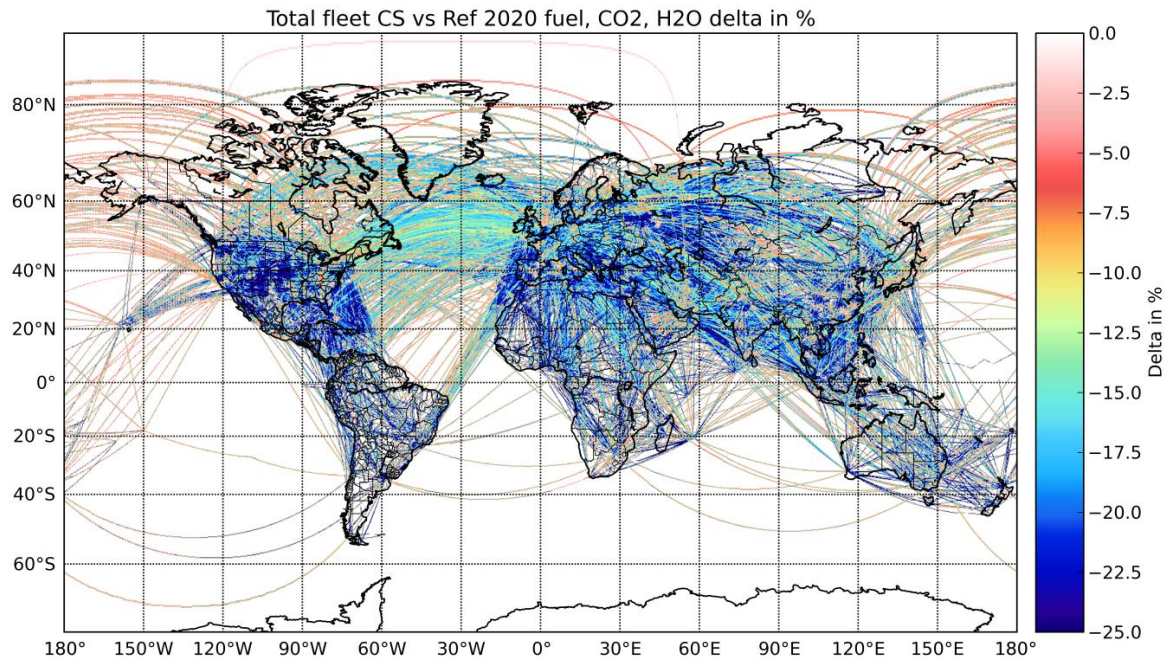 Total fleet CS vs Ref 2020 fuel, CO2, H2O delta in %
80°N
60°N
40°N
20°N
0°
20°S
40°S
60°S
180° 150°W 120°W 90°W 60°W 30°W 0° 30°E 60°E 90°E 120°E 150°E 180°
0.0
−2.5
−5.0
−7.5
−10.0
−12.5
−15.0
−17.5
−20.0
−22.5
−25.0
Delta in %